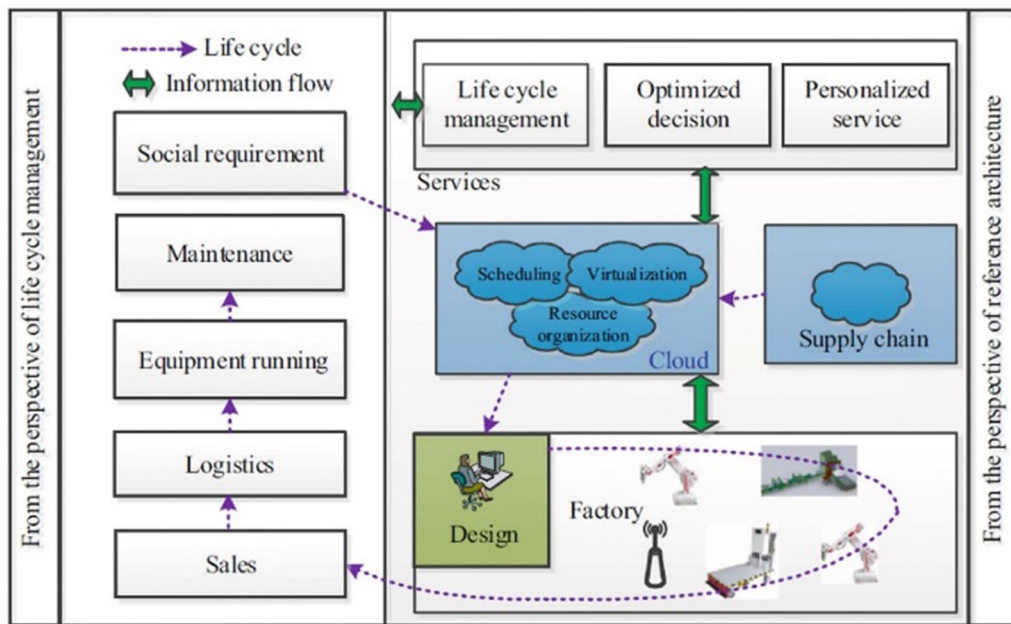 From the perspective of life cycle management
Life cycle
Information flow
Social requirement
Maintenance
Equipment running
Logistics
Sales
Life cycle
management
Optimized
decision
Personalized
service
Services
Scheduling
Virtualization
Resource
organization
Cloud
Supply chain
Design
Factory
From the perspective of reference architecture